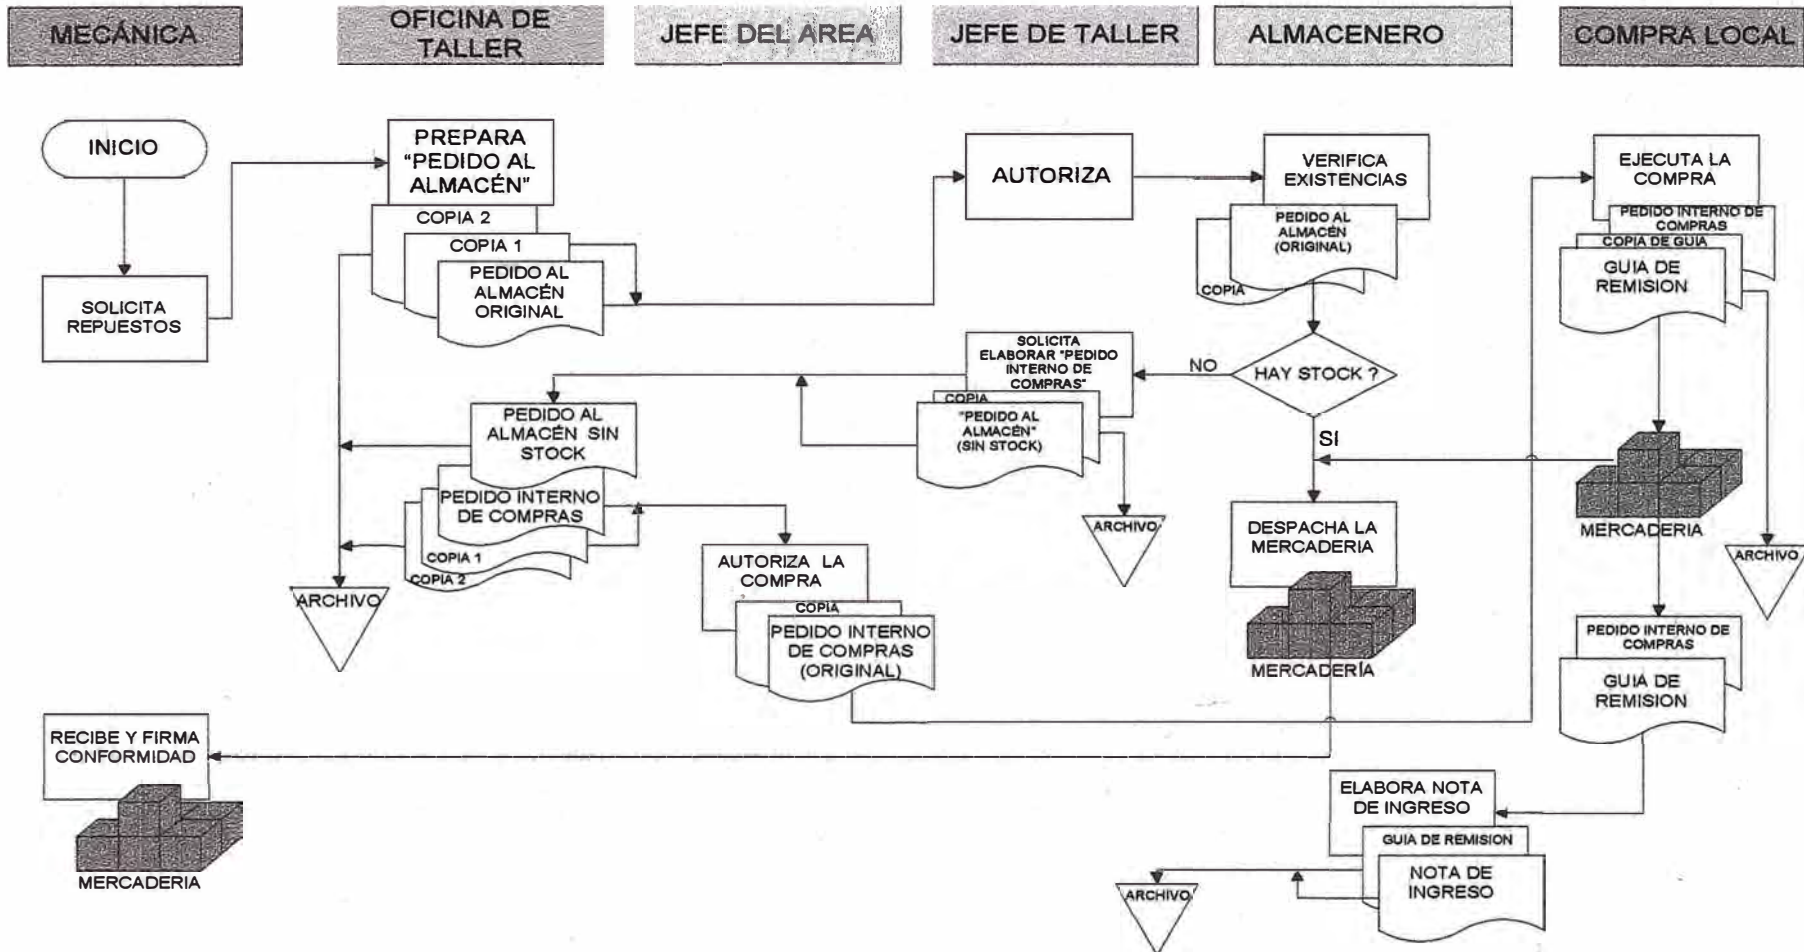 MECÁNICA
OFICINA DE
TALLER
JEFE DEL AREA
JEFE DE TALLER
ALMACENERO
COMPRA LOCAL
INICIO
SOLICITA
REPUESTOS
PREPARA
"PEDIDO AL
ALMACÉN"
COPIA 2
COPIA 1
PEDIDO AL
ALMACÉN
ORIGINAL
AUTORIZA
VERIFICA
EXISTENCIAS
PEDIDO AL
ALMACÉN
(ORIGINAL)
COPIA
EJECUTA LA
COMPRA
PEDIDO INTERNO DE
COMPRAS
COPIA DE GUIA
GUIA DE
REMISION
SOLICITA
ELABORAR "PEDIDO
INTERNO DE
COMPRAS"
COPIA
"PEDIDO AL
ALMACÉN"
(SIN STOCK)
NO
HAY STOCK ?
SI
PEDIDO AL
ALMACÉN SIN
STOCK
PEDIDO INTERNO
DE COMPRAS
COPIA 1
COPIA 2
ARCHIVO
ARCHIVO
DESPACHA LA
MERCADERIA
MERCADERÍA
MERCADERIA
ARCHIVO
AUTORIZA LA
COMPRA
COPIA
PEDIDO INTERNO
DE COMPRAS
(ORIGINAL)
PEDIDO INTERNO DE
COMPRAS
GUIA DE
REMISION
RECIBE Y FIRMA
CONFORMIDAD
MERCADERIA
ELABORA NOTA
DE INGRESO
GUIA DE REMISION
NOTA DE
INGRESO
ARCHIVO